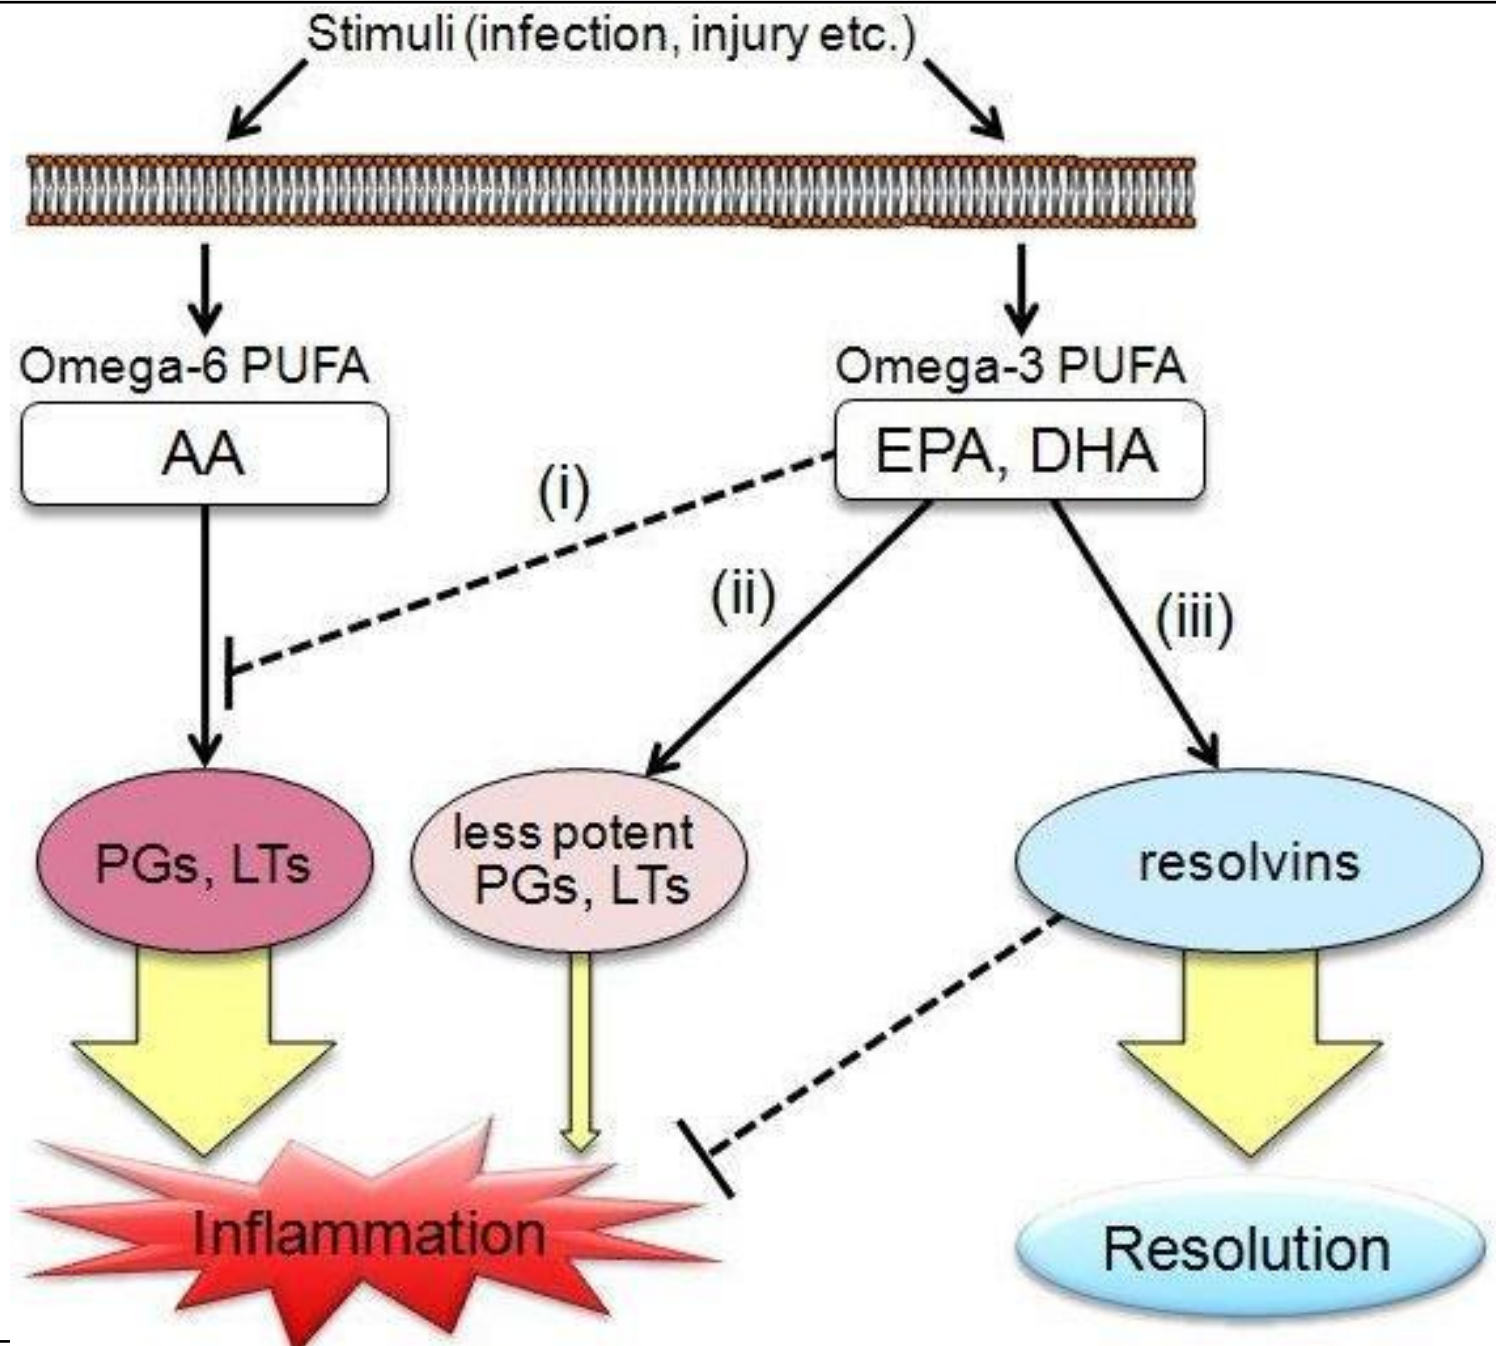 Stimuli (infection, injury etc.)
Omega-6 PUFA
Omega-3 PUFA
AA
EPA, DHA
(i)
(ii)
(iii)
PGs, LTs
less potent
PGs, LTs
resolvins
Inflammation
Resolution